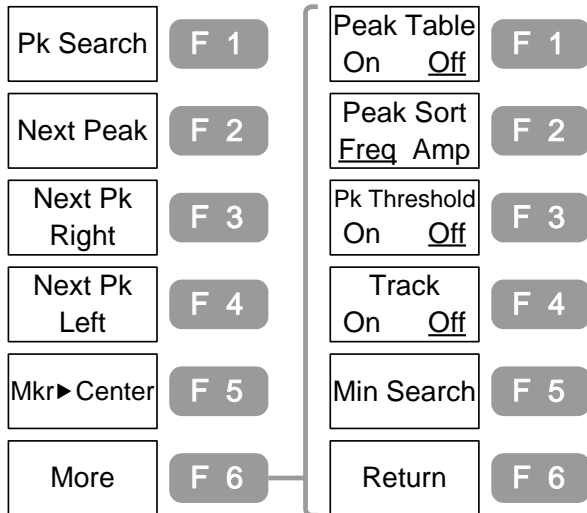 Pk Search F 1
Next Peak F 2
Next Pk
Right
F 3
Next Pk
Left
F 4
Mkr▶Center F 5
More F 6
Peak Table
On Off
F 1
Peak Sort
Freq Amp
F 2
Pk Threshold
On Off
F 3
Track
On Off
F 4
Min Search F 5
Return F 6